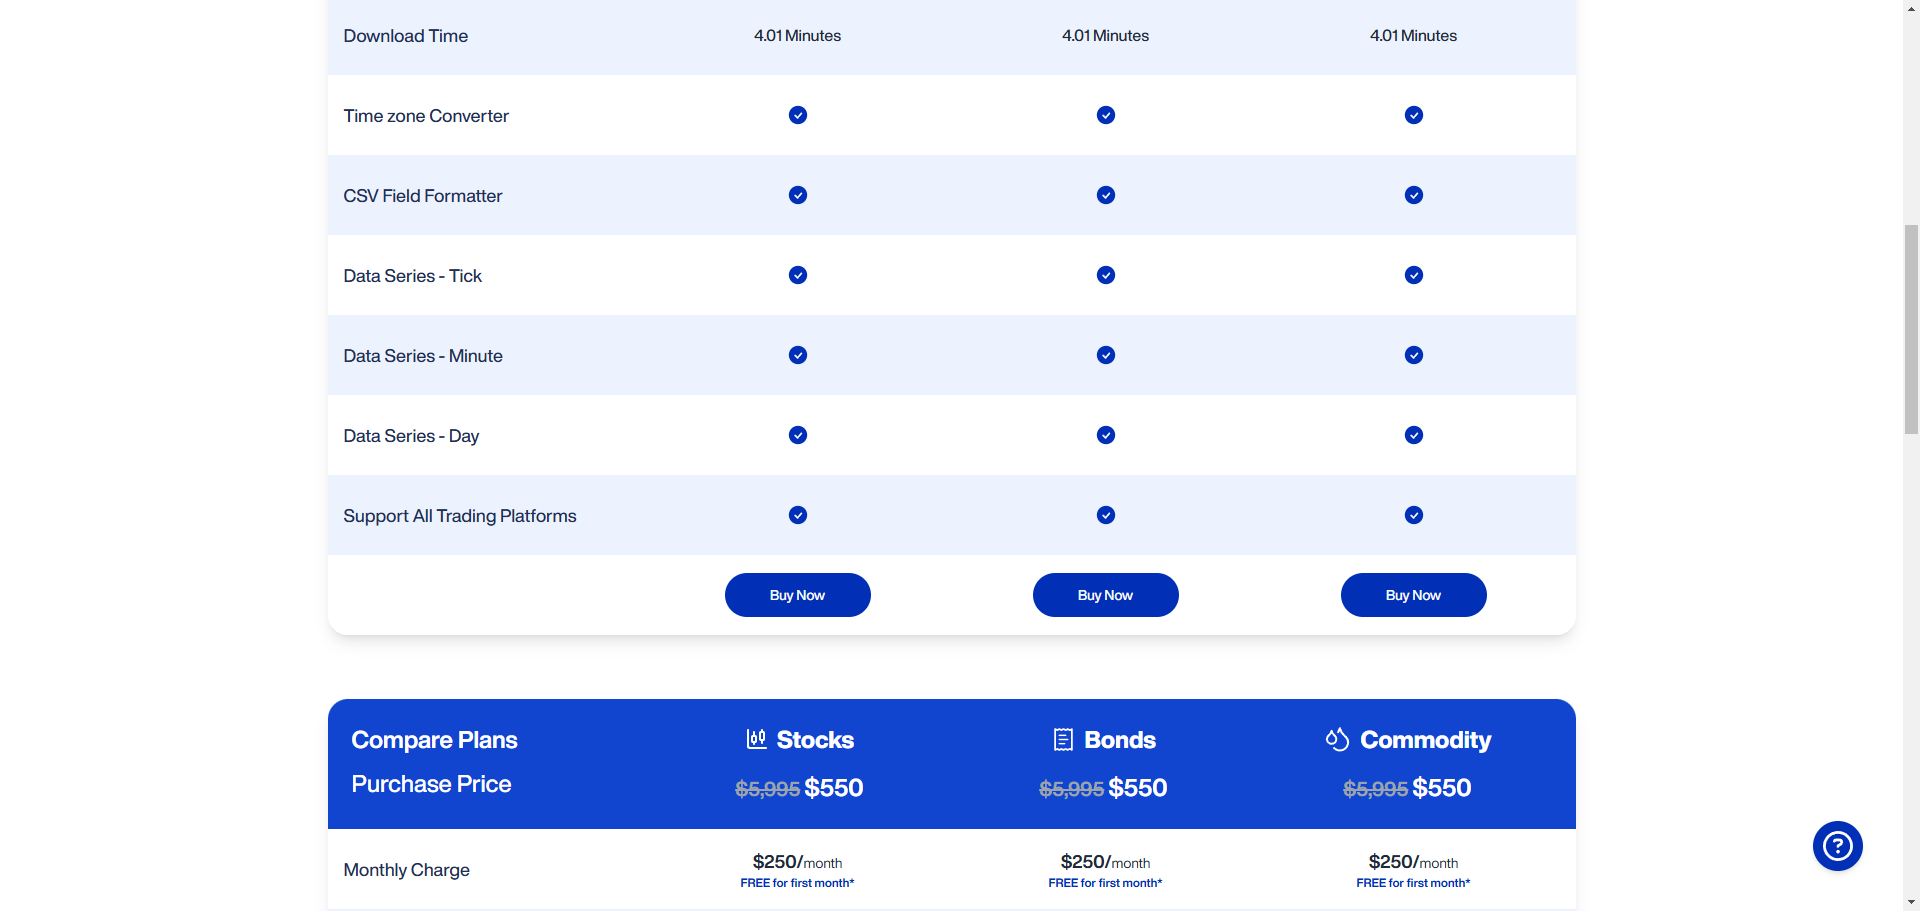 Download Time 4.01 Minutes 4.01 Minutes 4.01 Minutes
Time zone Converter
CSV Field Formatter
Data Series - Tick
Data Series - Minute
Data Series - Day
Support All Trading Platforms
Buy Now Buy Now Buy Now
Compare Plans Stocks Bonds Commodity
Purchase Price $5,995 $550 $5,995 $550 $5,995 $550
Monthly Charge $250/month $250/month $250/month
FREE for first month* FREE for first month* FREE for first month*